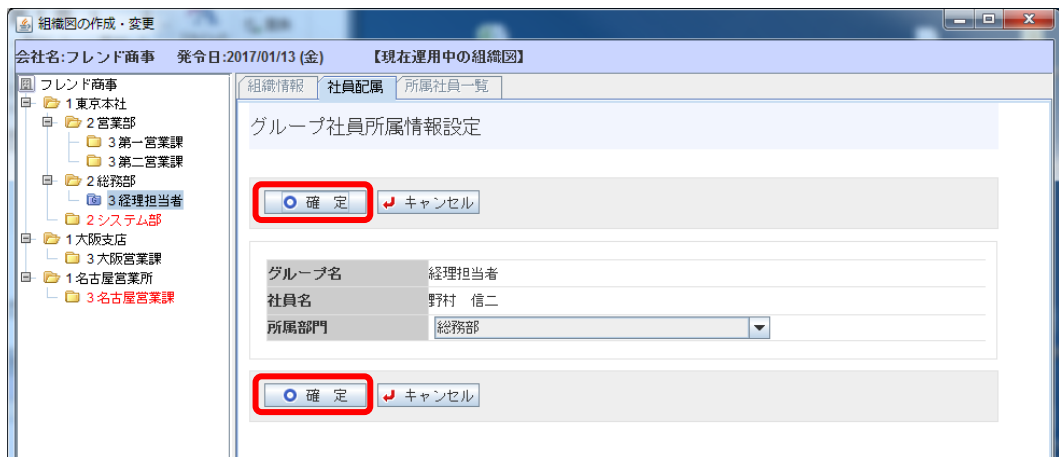 組織図の作成・変更
会社名:フレンド商事 発令日:2017/01/13 (金) 【現在運用中の組織図】
フレンド商事
1東京本社
2営業部
3第一営業課
3第二営業課
2総務部
3経理担当者
2システム部
1大阪支店
3大阪営業課
1名古屋営業所
3名古屋営業課
組織情報 社員配属 所属社員一覧
グループ社員所属情報設定
確 定 キャンセル
グループ名 経理担当者
社員名 野村 信二
所属部門 総務部
確 定 キャンセル